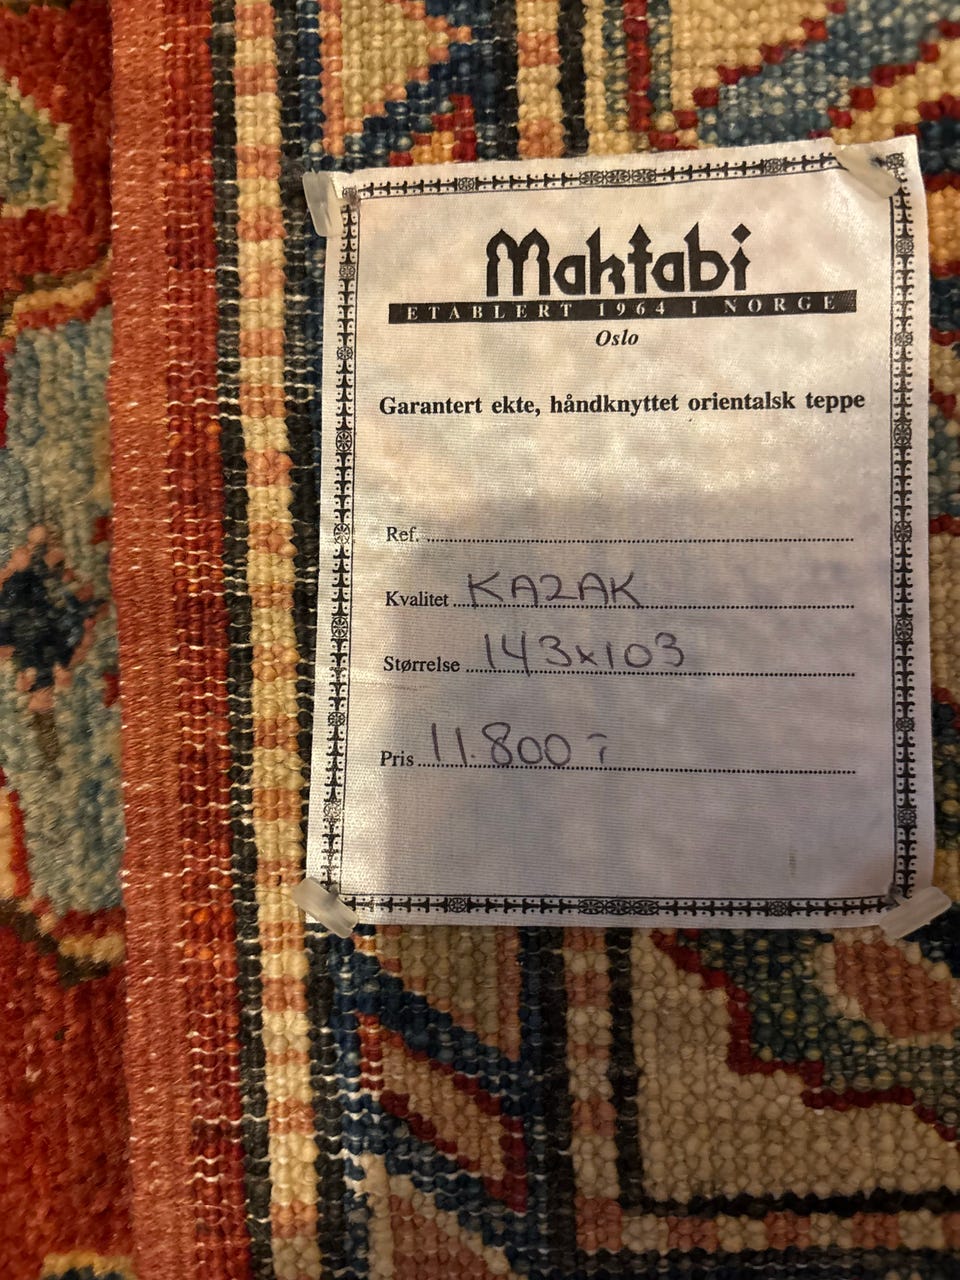 Maktabi
ETABLERT 1964 I NORGE
Oslo
Garantert ekte, håndknyttet orientalsk teppe
Ref.
Kvalitet KAZAK
Størrelse 143x103
Pris 11.800,-